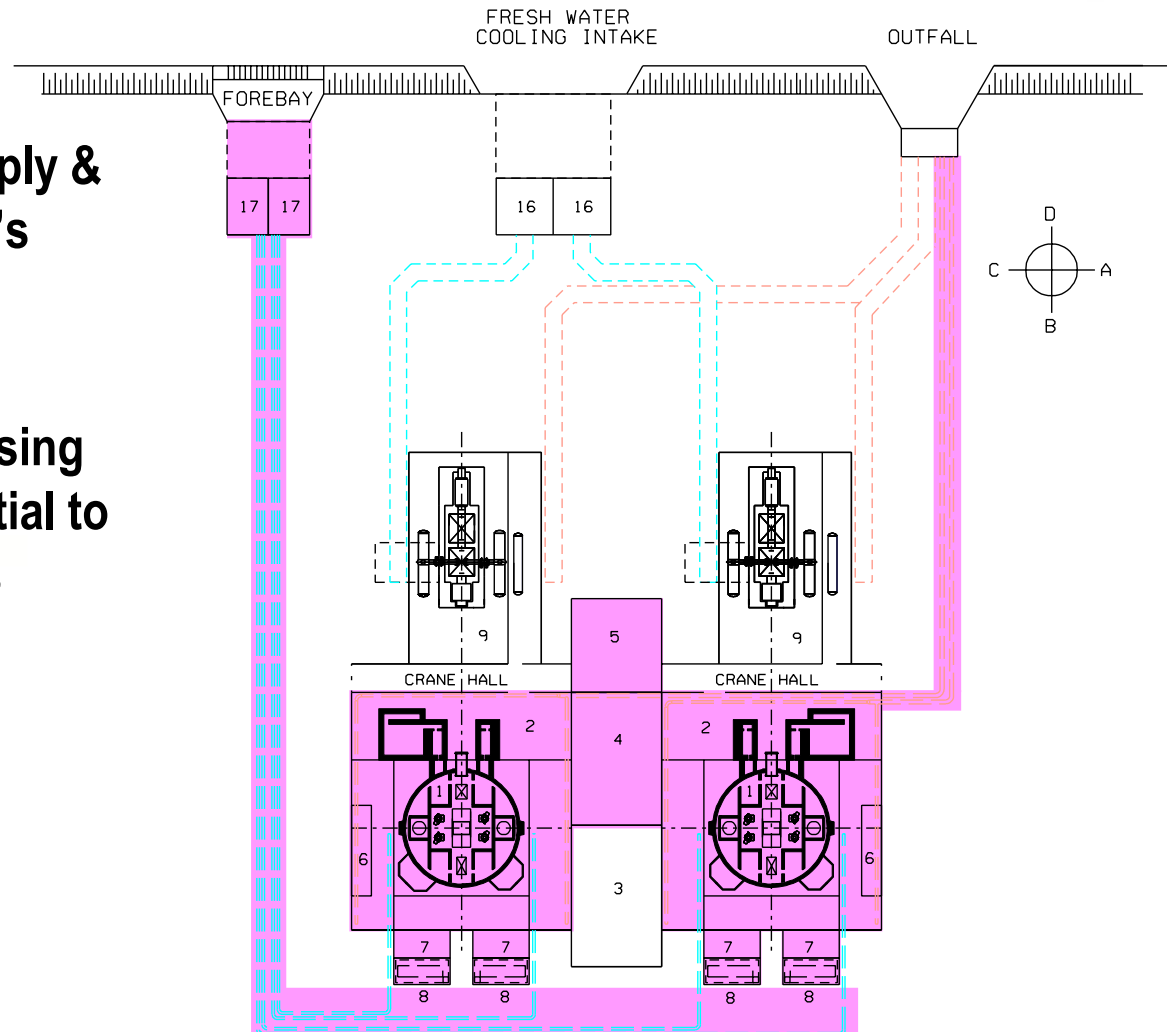 FRESH WATER
COOLING INTAKE
OUTFALL
FOREBAY
ply &
's
17 17
16 16
D
C A
B
sing
tial to
9 9
5
CRANE HALL CRANE HALL
2 2
4
1 1
6 6
3
7 7 7 7
8 8 8 8